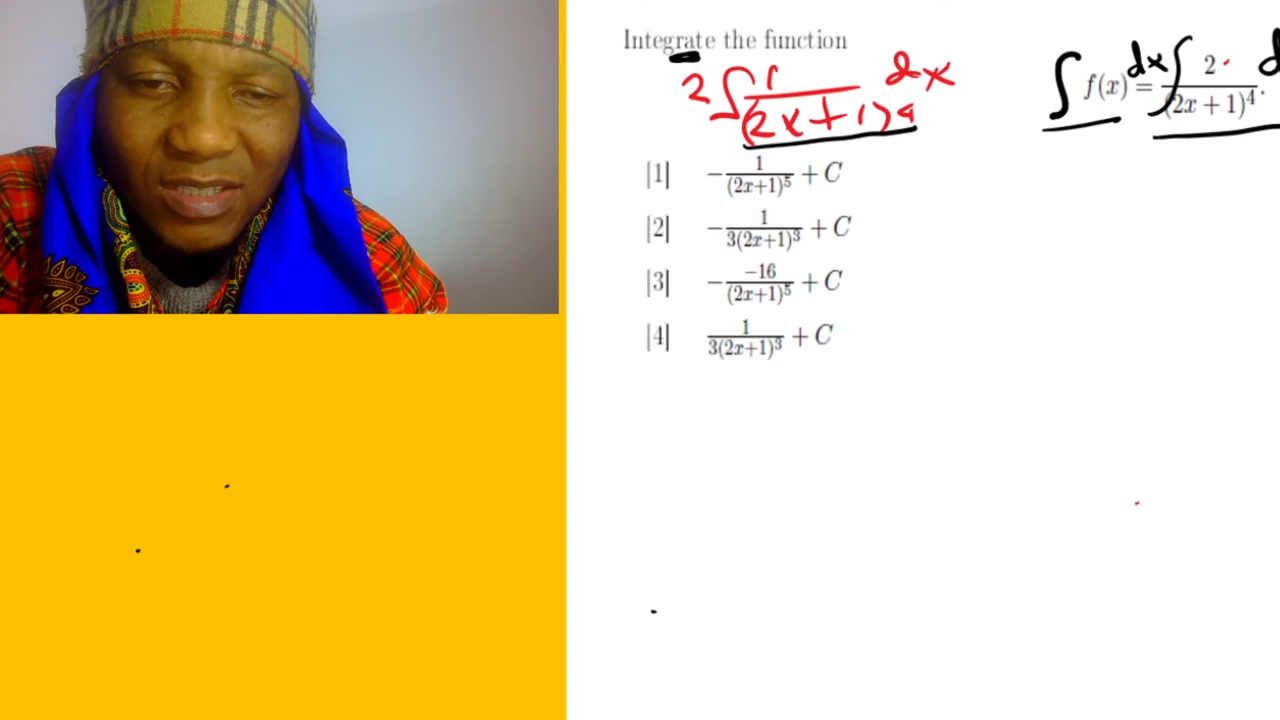 Integrate the function
2∫ 1/(2x+1)4 dx
∫ f(x) dx = ∫ 2·/(2x + 1)^4. d
[1] −1/(2x+1)^5 + C
[2] −1/3(2x+1)^3 + C
[3] −−16/(2x+1)^5 + C
[4] 1/3(2x+1)^3 + C